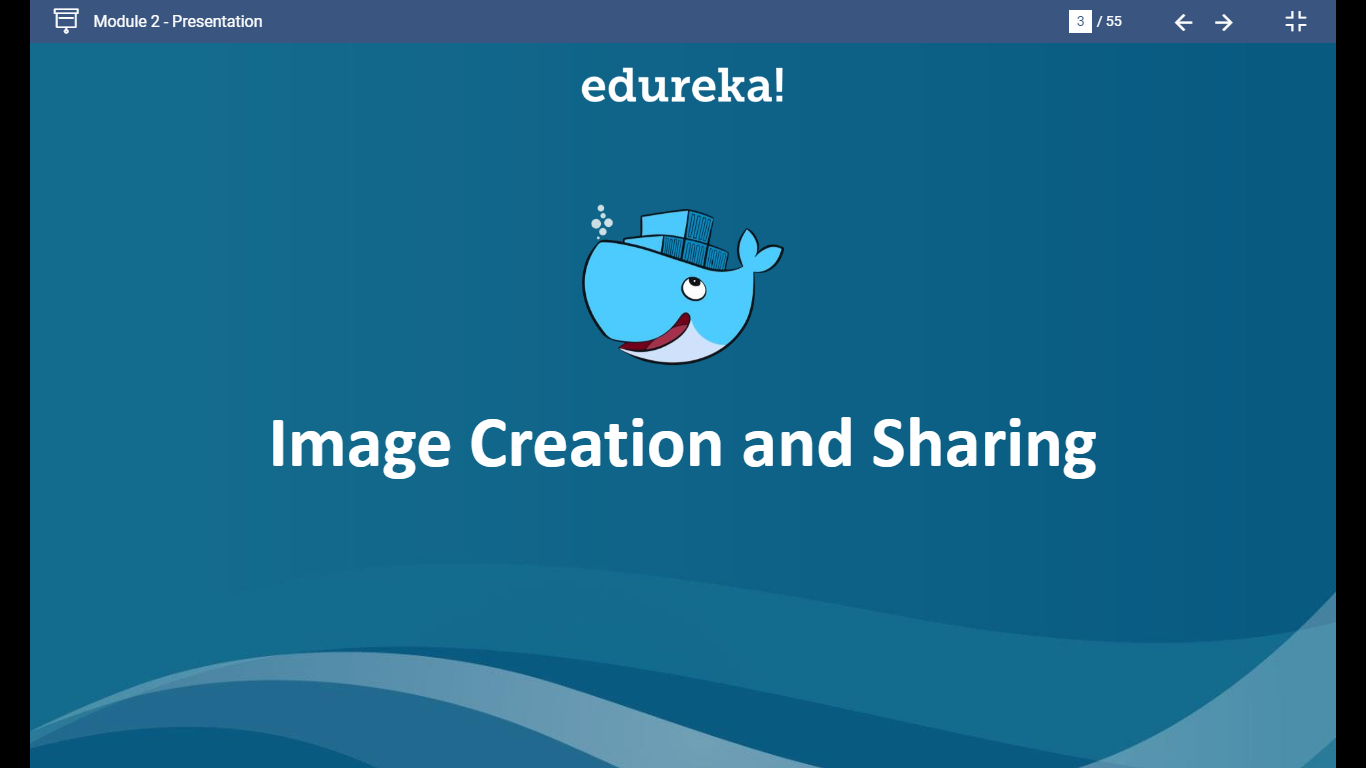 Module 2 - Presentation
3 / 55
edureka!
Image Creation and Sharing